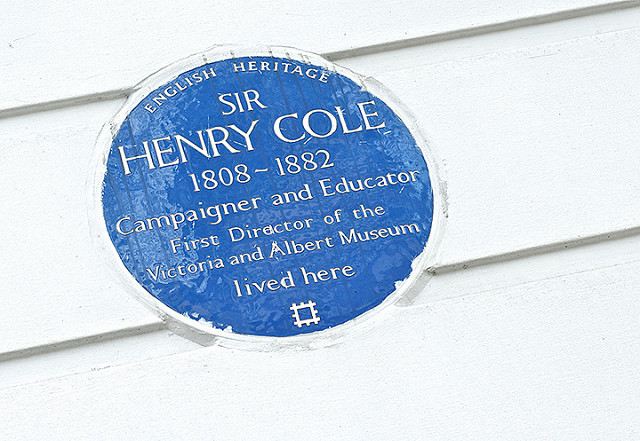 ENGLISH HERITAGE
SIR
HENRY COLE
1808~1882
Campaigner and Educator
First Director of the
Victoria and Albert Museum
lived here